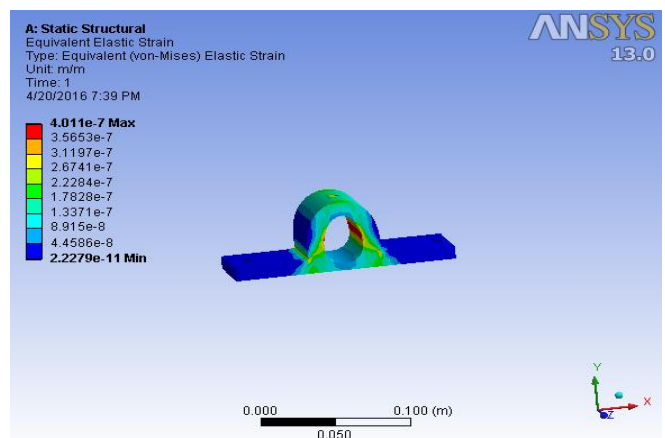 A: Static Structural
Equivalent Elastic Strain
Type: Equivalent (von-Mises) Elastic Strain
Unit: m/m
Time: 1
4/20/2016 7:39 PM
ANSYS
13.0
4.011e-7 Max
3.5653e-7
3.1197e-7
2.6741e-7
2.2284e-7
1.7828e-7
1.3371e-7
8.915e-8
4.4586e-8
2.2279e-11 Min
0.000 0.100 (m)
0.050
Y
X
Z